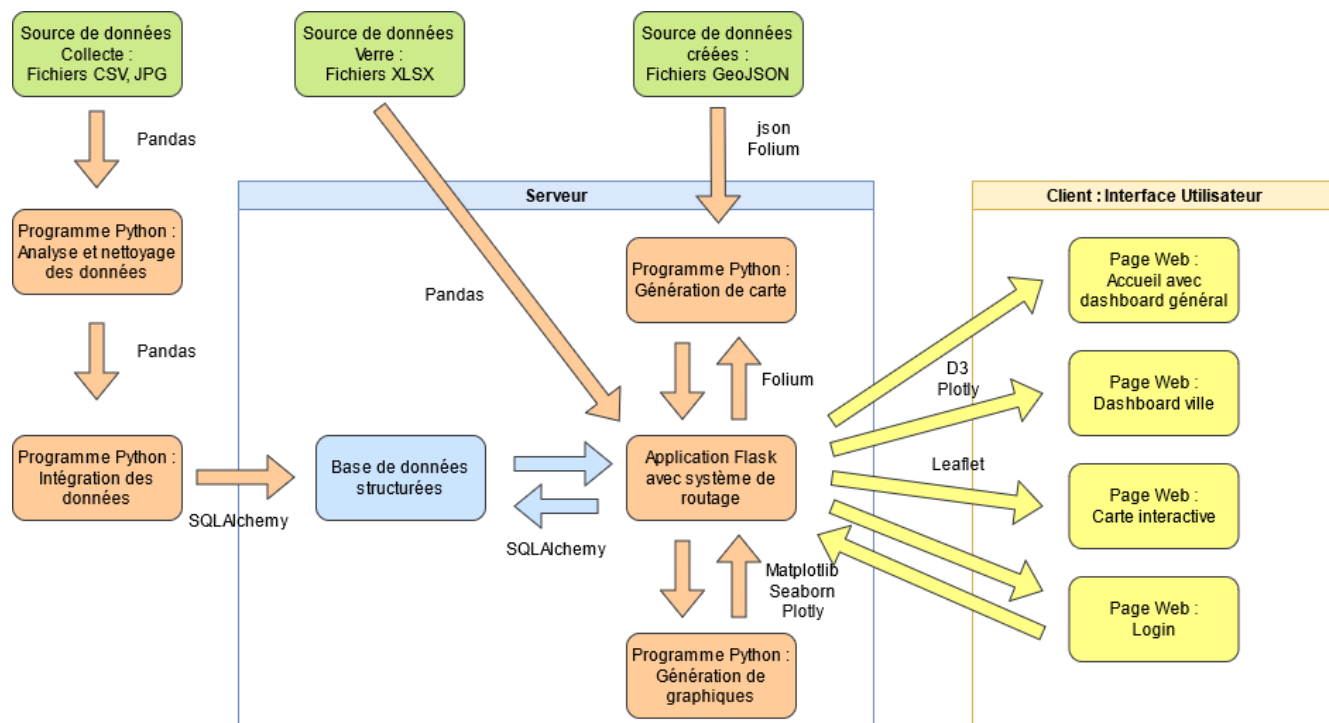 Source de données
Collecte :
Fichiers CSV, JPG
Source de données
Verre :
Fichiers XLSX
Source de données
créées :
Fichiers GeoJSON
Pandas
json
Folium
Serveur
Client : Interface Utilisateur
Programme Python :
Analyse et nettoyage
des données
Programme Python :
Génération de carte
Page Web :
Accueil avec
dashboard général
Pandas
Pandas
Folium
D3
Plotly
Page Web :
Dashboard ville
Programme Python :
Intégration des
données
Base de données
structurées
Application Flask
avec système de
routage
Leaflet
Page Web :
Carte interactive
SQLAlchemy
SQLAlchemy
Matplotlib
Seaborn
Plotly
Page Web :
Login
Programme Python :
Génération de
graphiques